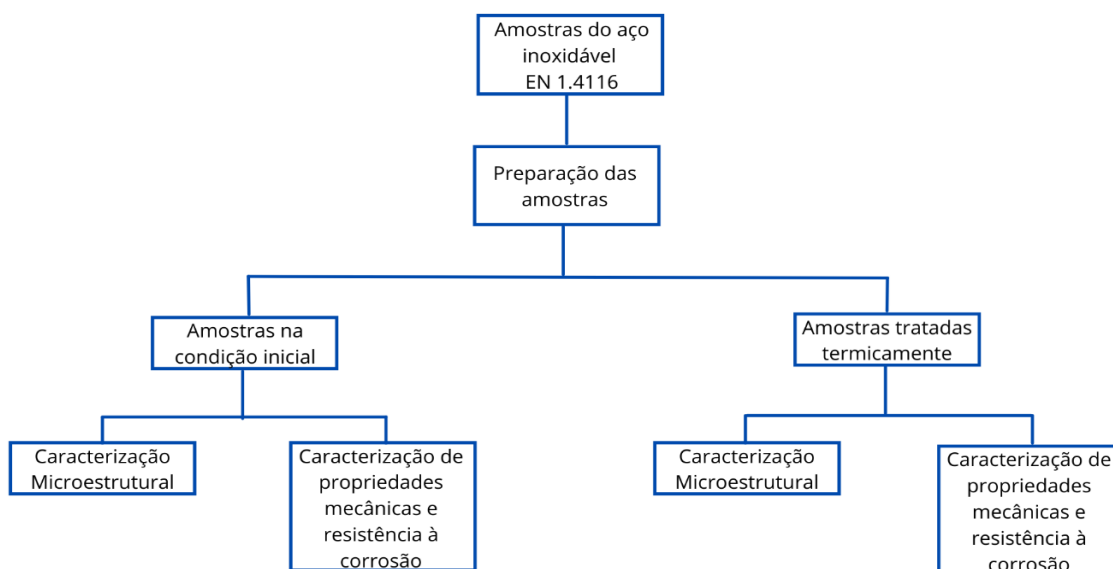 Amostras do aço
inoxidável
EN 1.4116
Preparação das
amostras
Amostras na
condição inicial
Amostras tratadas
termicamente
Caracterização
Microestrutural
Caracterização de
propriedades
mecânicas e
resistência à
corrosão
Caracterização
Microestrutural
Caracterização de
propriedades
mecânicas e
resistência à
corrosão